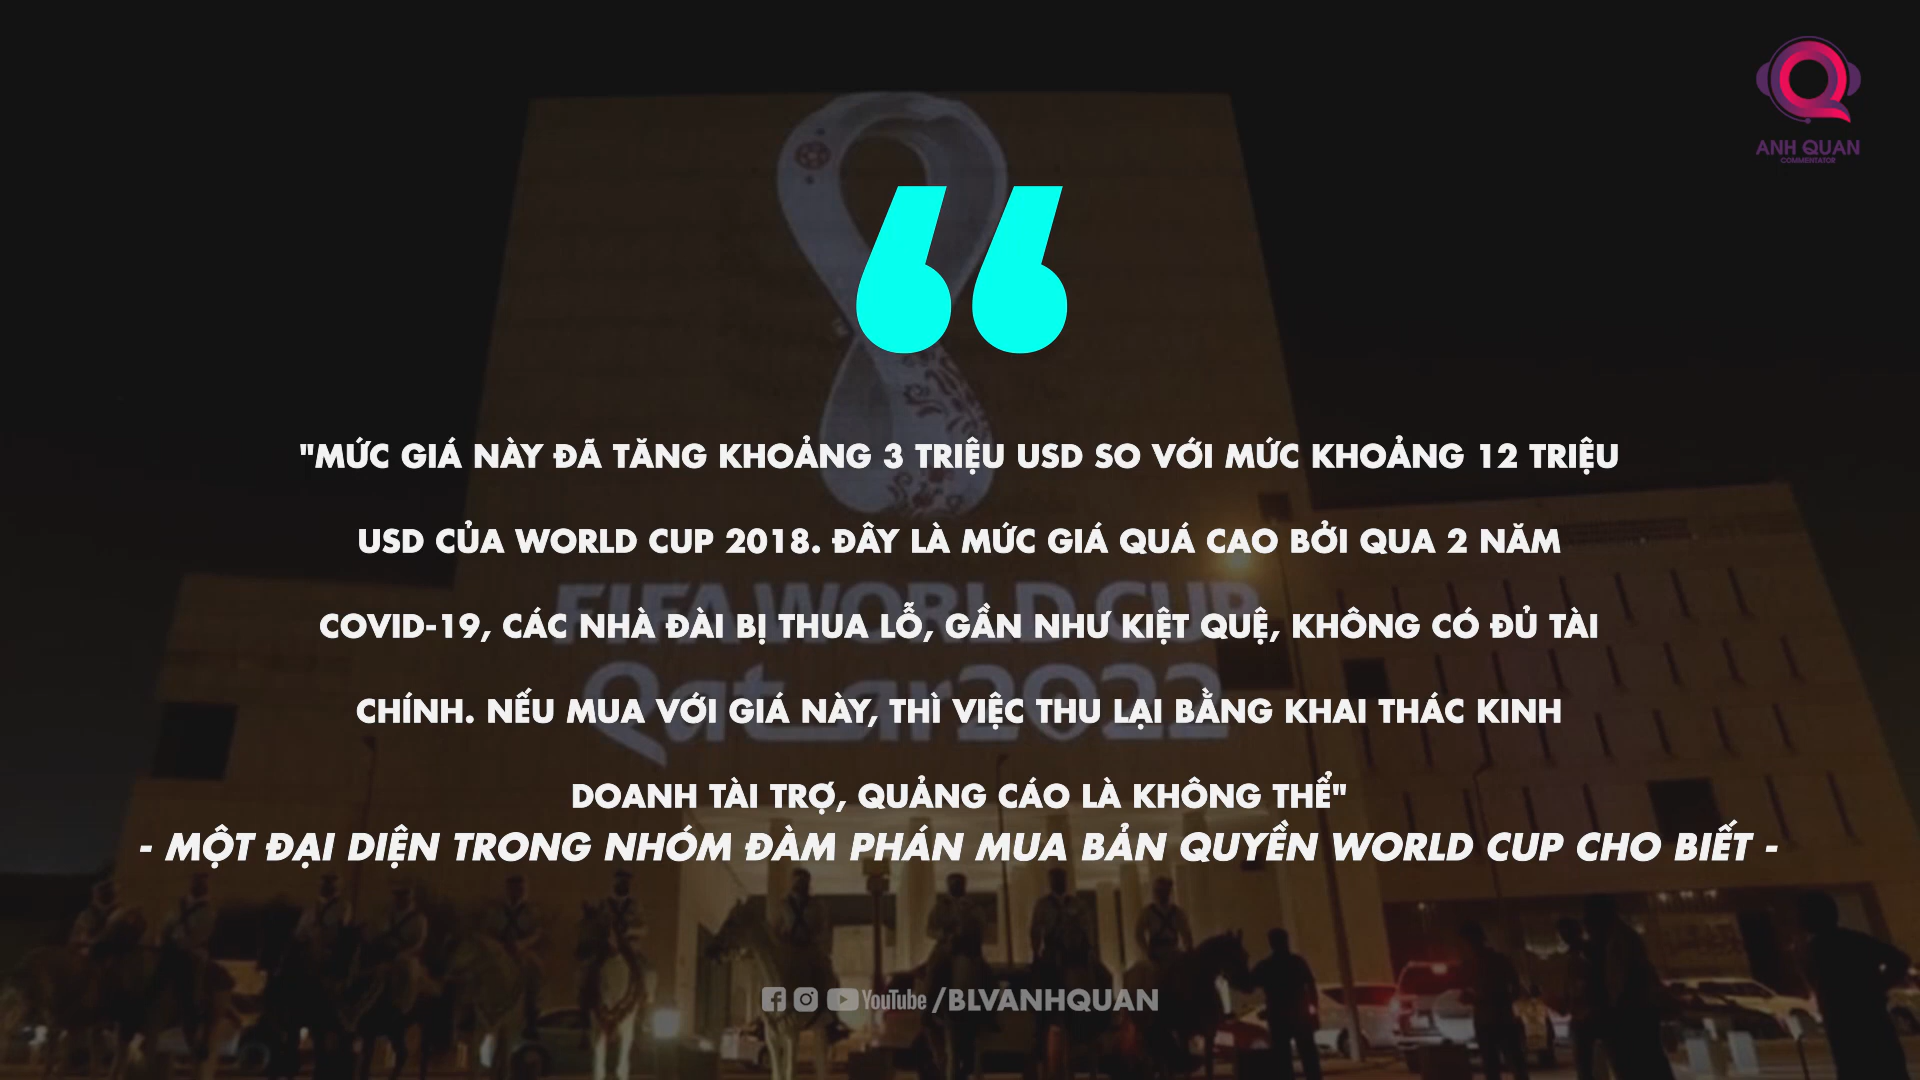 ANH QUAN
COMMENTATOR
"MỨC GIÁ NÀY ĐÃ TĂNG KHOẢNG 3 TRIỆU USD SO VỚI MỨC KHOẢNG 12 TRIỆU
USD CỦA WORLD CUP 2018. ĐÂY LÀ MỨC GIÁ QUÁ CAO BỞI QUA 2 NĂM
FIFA WORLD CUP
COVID-19, CÁC NHÀ ĐÀI BỊ THUA LỖ, GẦN NHƯ KIỆT QUỆ, KHÔNG CÓ ĐỦ TÀI
Qatar2022
CHÍNH. NẾU MUA VỚI GIÁ NÀY, THÌ VIỆC THU LẠI BẰNG KHAI THÁC KINH
DOANH TÀI TRỢ, QUẢNG CÁO LÀ KHÔNG THỂ"
- MỘT ĐẠI DIỆN TRONG NHÓM ĐÀM PHÁN MUA BẢN QUYỀN WORLD CUP CHO BIẾT -
YouTube /BLVANHQUAN